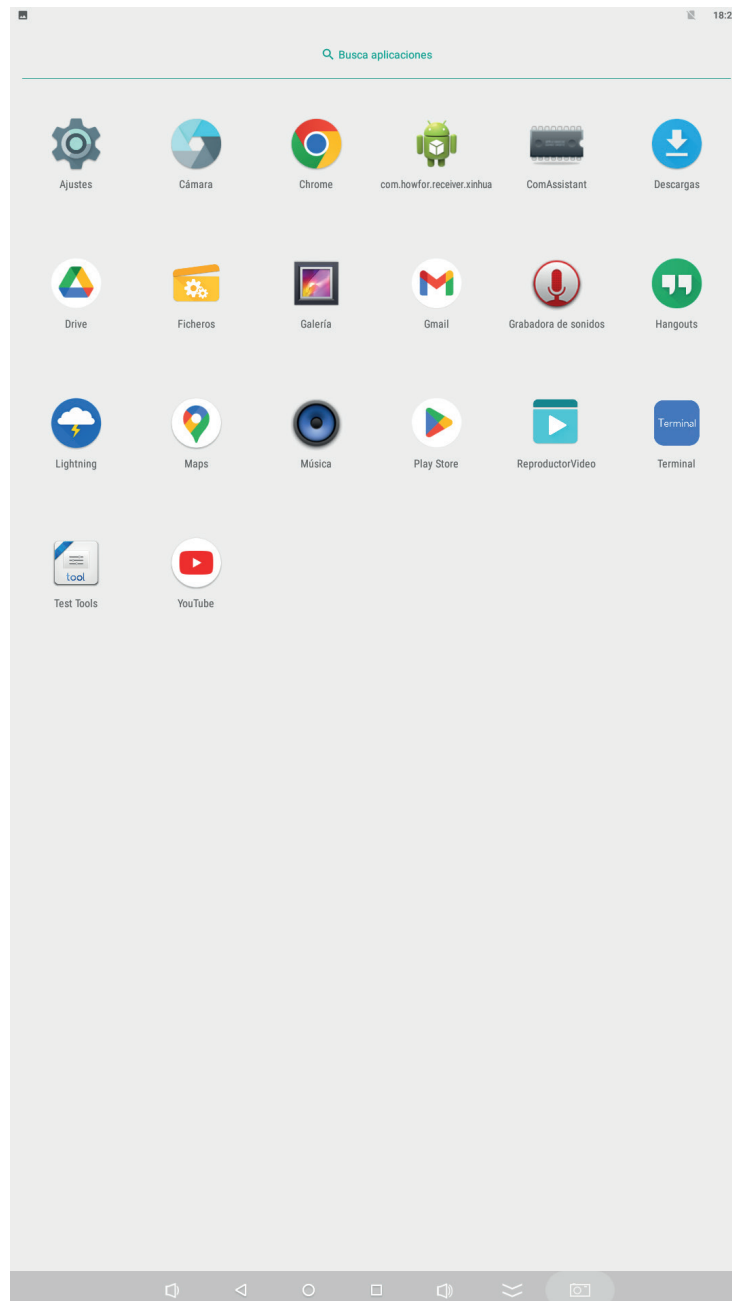 18:2
Busca aplicaciones
Ajustes
Cámara
Chrome
com.howfor.receiver.xinhua
ComAssistant
Descargas
Drive
Ficheros
Galería
Gmail
Grabadora de sonidos
Hangouts
Lightning
Maps
Música
Play Store
ReproductorVideo
Terminal
Terminal
tool
Test Tools
YouTube